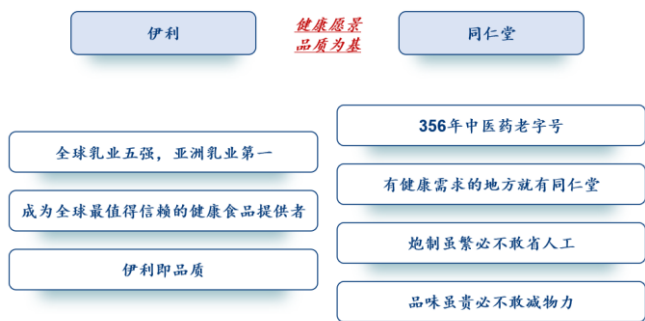 伊利
健康愿景
品质为基
同仁堂
全球乳业五强，亚洲乳业第一
成为全球最值得信赖的健康食品提供者
伊利即品质
356年中医药老字号
有健康需求的地方就有同仁堂
炮制虽繁必不敢省人工
品味虽贵必不敢减物力